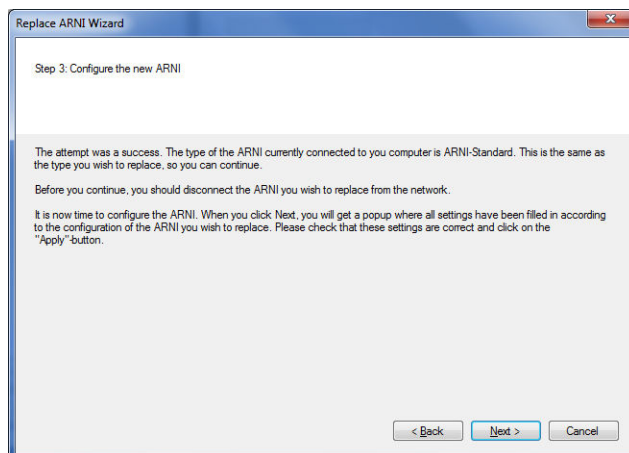 Replace ARNI Wizard
Step 3: Configure the new ARNI
The attempt was a success. The type of the ARNI currently connected to you computer is ARNI-Standard. This is the same as
the type you wish to replace, so you can continue.
Before you continue, you should disconnect the ARNI you wish to replace from the network.
It is now time to configure the ARNI. When you click Next, you will get a popup where all settings have been filled in according
to the configuration of the ARNI you wish to replace. Please check that these settings are correct and click on the
"Apply"-button.
< Back
Next >
Cancel